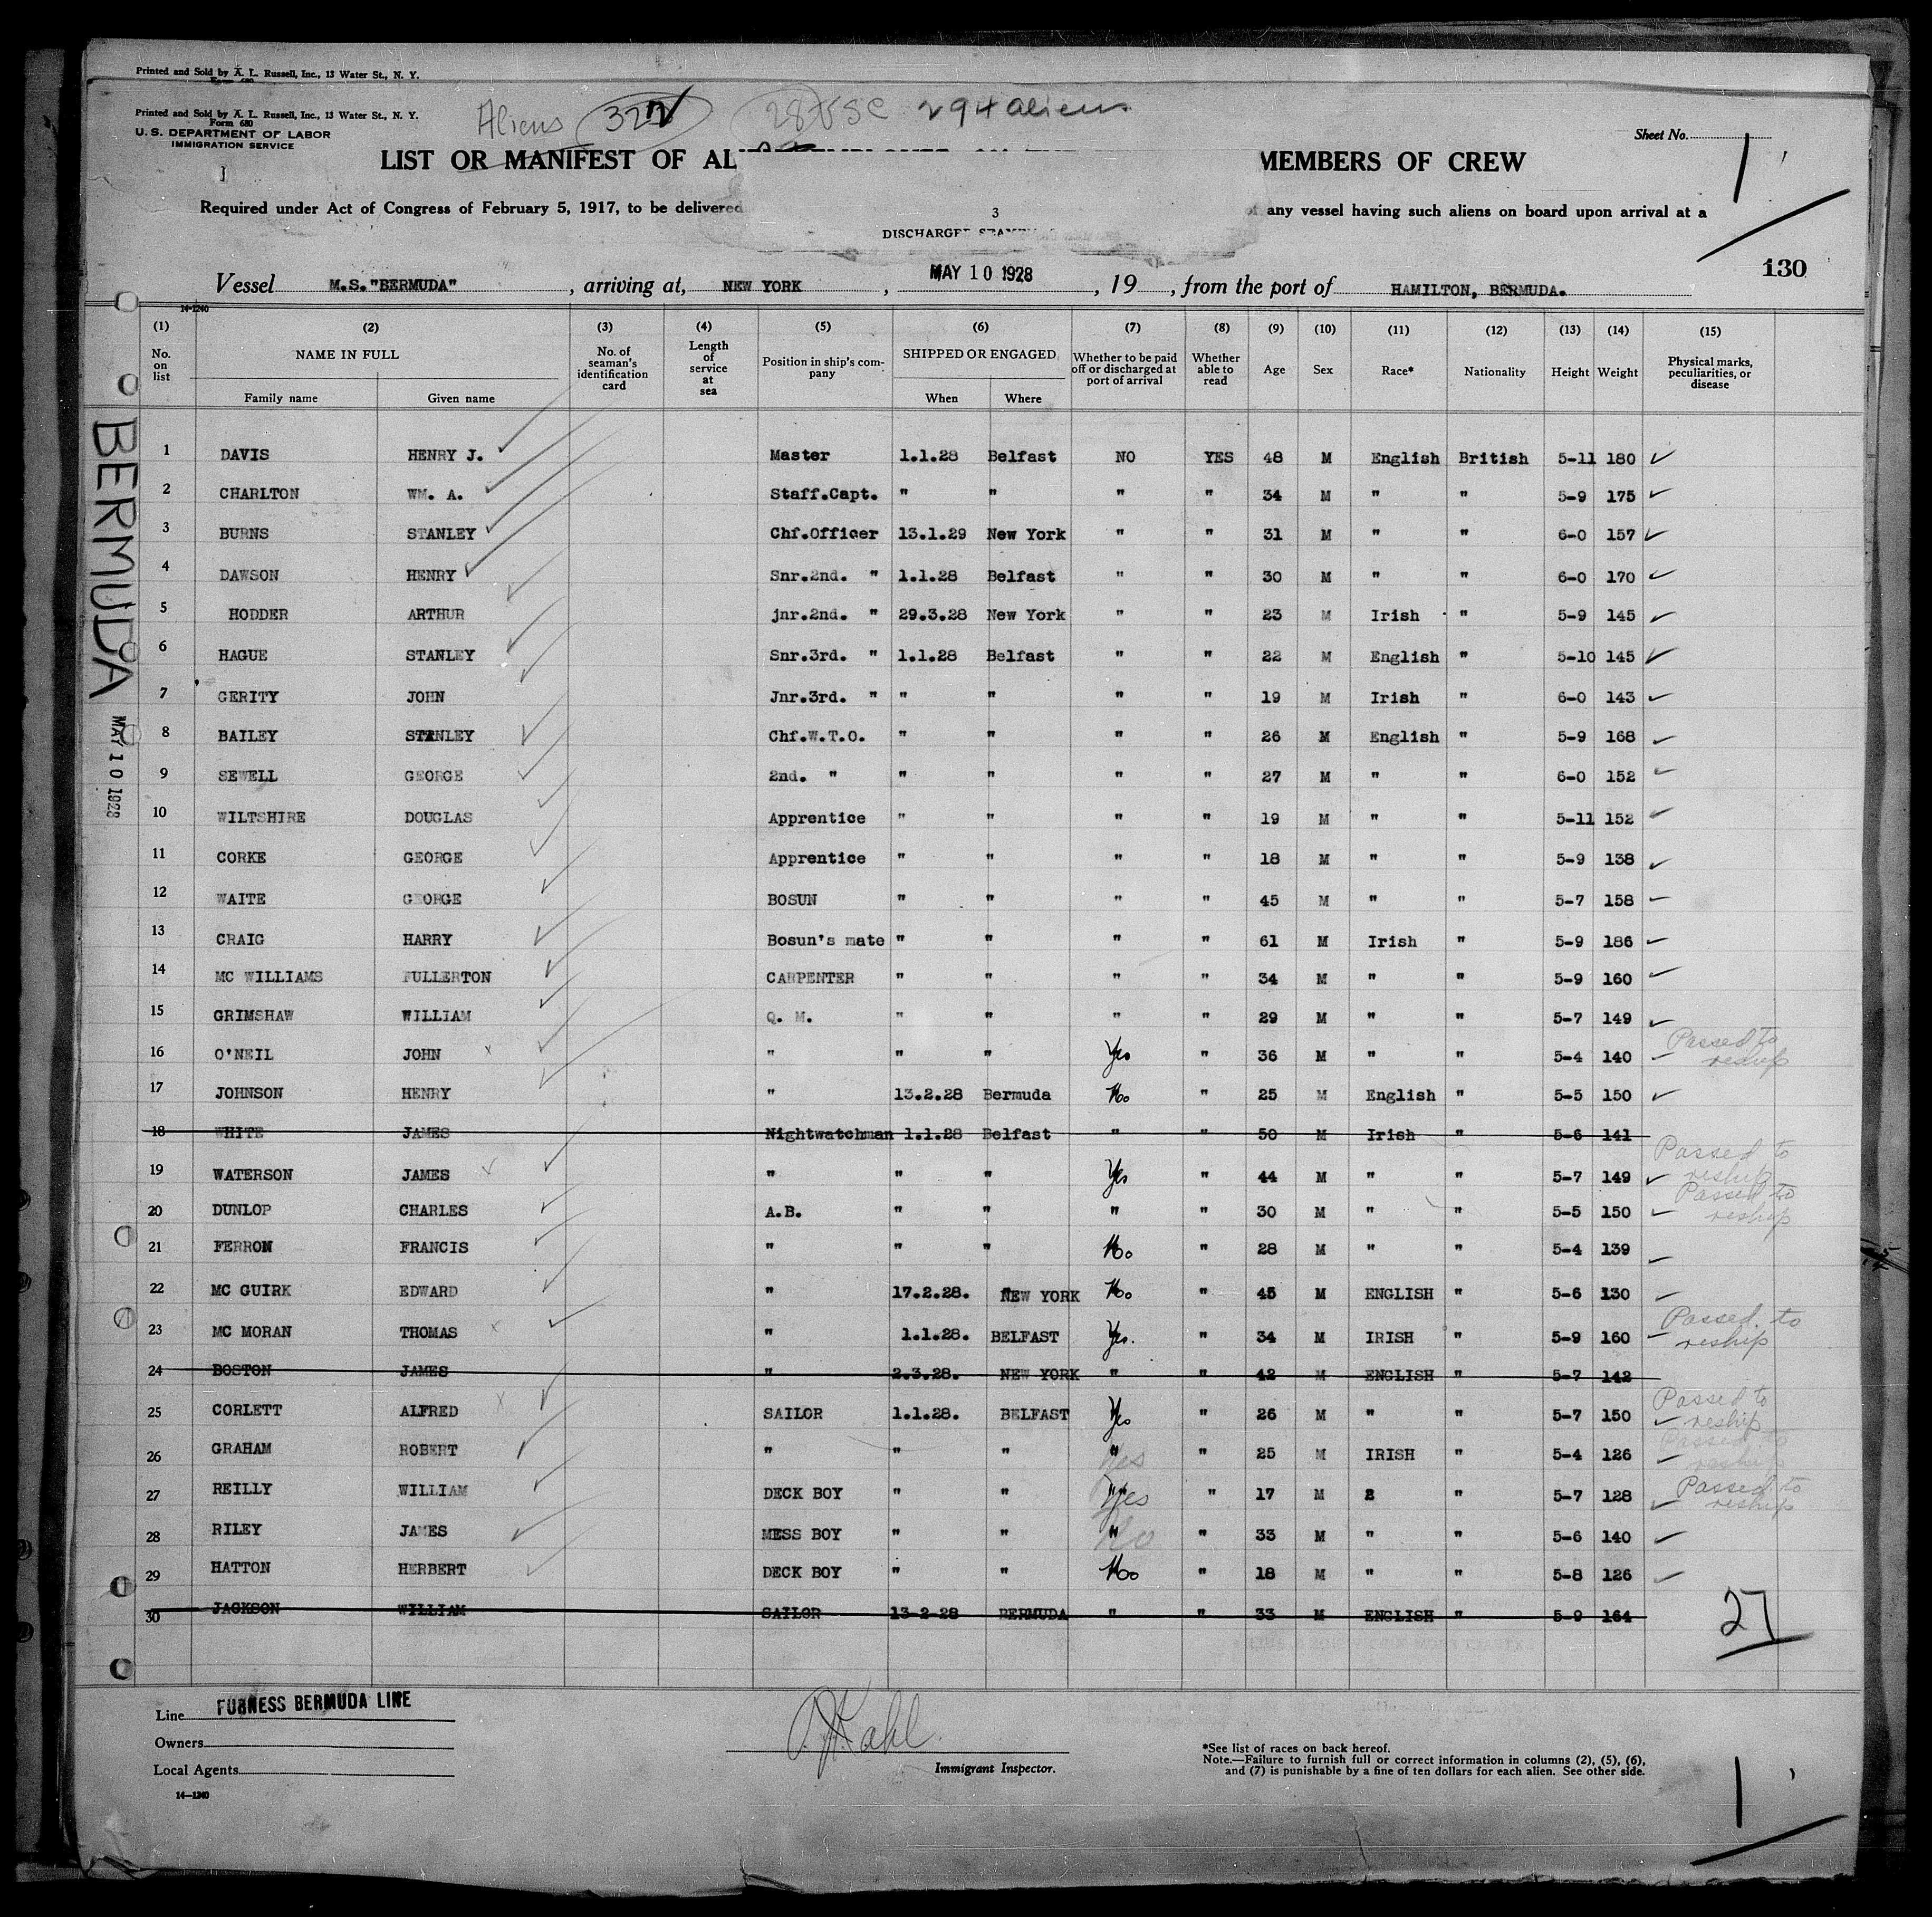 Printed and Sold by A. L. Russell, Inc., 13 Water St., N. Y.
Printed and Sold by A. L. Russell, Inc., 13 Water St., N. Y.
Form 680
U. S. DEPARTMENT OF LABOR
IMMIGRATION SERVICE
Aliens 294 aliens
Sheet No. 1
LIST OR MANIFEST OF MEMBERS OF CREW
Required under Act of Congress of February 5, 1917, to be delivered any vessel having such aliens on board upon arrival at a
3
DISCHARGED
130
Vessel M.S."BERMUDA", arriving at, NEW YORK, MAY 10 1928, 19 , from the port of HAMILTON, BERMUDA.
14-1240
(1) (2) (3) (4) (5) (6) (7) (8) (9) (10) (11) (12) (13) (14) (15)
No. on list NAME IN FULL No. of seaman's identification card Length of service at sea Position in ship's company SHIPPED OR ENGAGED Whether to be paid off or discharged at port of arrival Whether able to read Age Sex Race* Nationality Height Weight Physical marks, peculiarities, or disease
Family name Given name When Where
BERMUDA
MAY 10 1928
1 DAVIS HENRY J. Master 1.1.28 Belfast NO YES 48 M English British 5-11 180
2 CHARLTON WM. A. Staff.Capt. " " " " 34 M " " 5-9 175
3 BURNS STANLEY Chf.Officer 13.1.29 New York " " 31 M " " 6-0 157
4 DAWSON HENRY Snr.2nd. " 1.1.28 Belfast " " 30 M " " 6-0 170
5 HODDER ARTHUR jnr.2nd. " 29.3.28 New York " " 23 M Irish " 5-9 145
6 HAGUE STANLEY Snr.3rd. " 1.1.28 Belfast " " 22 M English " 5-10 145
7 GERITY JOHN Jnr.3rd. " " " " " 19 M Irish " 6-0 143
8 BAILEY STANLEY Chf.W.T.O. " " " " 26 M English " 5-9 168
9 SEWELL GEORGE 2nd. " " " " " 27 M " " 6-0 152
10 WILTSHIRE DOUGLAS Apprentice " " " " 19 M " " 5-11 152
11 CORKE GEORGE Apprentice " " " " 18 M " " 5-9 138
12 WAITE GEORGE BOSUN " " " " 45 M " " 5-7 158
13 CRAIG HARRY Bosun's mate " " " " 61 M Irish " 5-9 186
14 MC WILLIAMS FULLERTON CARPENTER " " " " 34 M " " 5-9 160
15 GRIMSHAW WILLIAM Q. M. " " " " 29 M " " 5-7 149
16 O'NEIL JOHN x " " " Yes " 36 M " " 5-4 140 Passed to reship
17 JOHNSON HENRY " 13.2.28 Bermuda No " 25 M English " 5-5 150
18 WHITE JAMES Nightwatchman 1.1.28 Belfast " " 50 M Irish " 5-6 141
19 WATERSON JAMES x " " " Yes " 44 M " " 5-7 149 Passed to reship
20 DUNLOP CHARLES A.B. " " " " 30 M " " 5-5 150 Passed to reship
21 FERRON FRANCIS " " " No " 28 M " " 5-4 139
22 MC GUIRK EDWARD " 17.2.28. NEW YORK No " 45 M ENGLISH " 5-6 130
23 MC MORAN THOMAS x " 1.1.28. BELFAST Yes. " 34 M IRISH " 5-9 160 Passed to reship
24 BOSTON JAMES " 2.3.28. NEW YORK " " 42 M ENGLISH " 5-7 142
25 CORLETT ALFRED x SAILOR 1.1.28. BELFAST Yes " 26 M " " 5-7 150 Passed to reship
26 GRAHAM ROBERT " " " " Yes " 25 M IRISH " 5-4 126 Passed to reship
27 REILLY WILLIAM DECK BOY " " " Yes " 17 M 2 " 5-7 128 Passed to reship
28 RILEY JAMES MESS BOY " " " No " 33 M " " 5-6 140
29 HATTON HERBERT DECK BOY " " No " 18 M " " 5-8 126
30 JACKSON WILLIAM SAILOR 13-2-28 BERMUDA " " 33 M ENGLISH " 5-9 164
27
Line FURNESS BERMUDA LINE
Owners
Local Agents
14-1240
Kahl
Immigrant Inspector.
*See list of races on back hereof.
Note.—Failure to furnish full or correct information in columns (2), (5), (6),
and (7) is punishable by a fine of ten dollars for each alien. See other side.
1